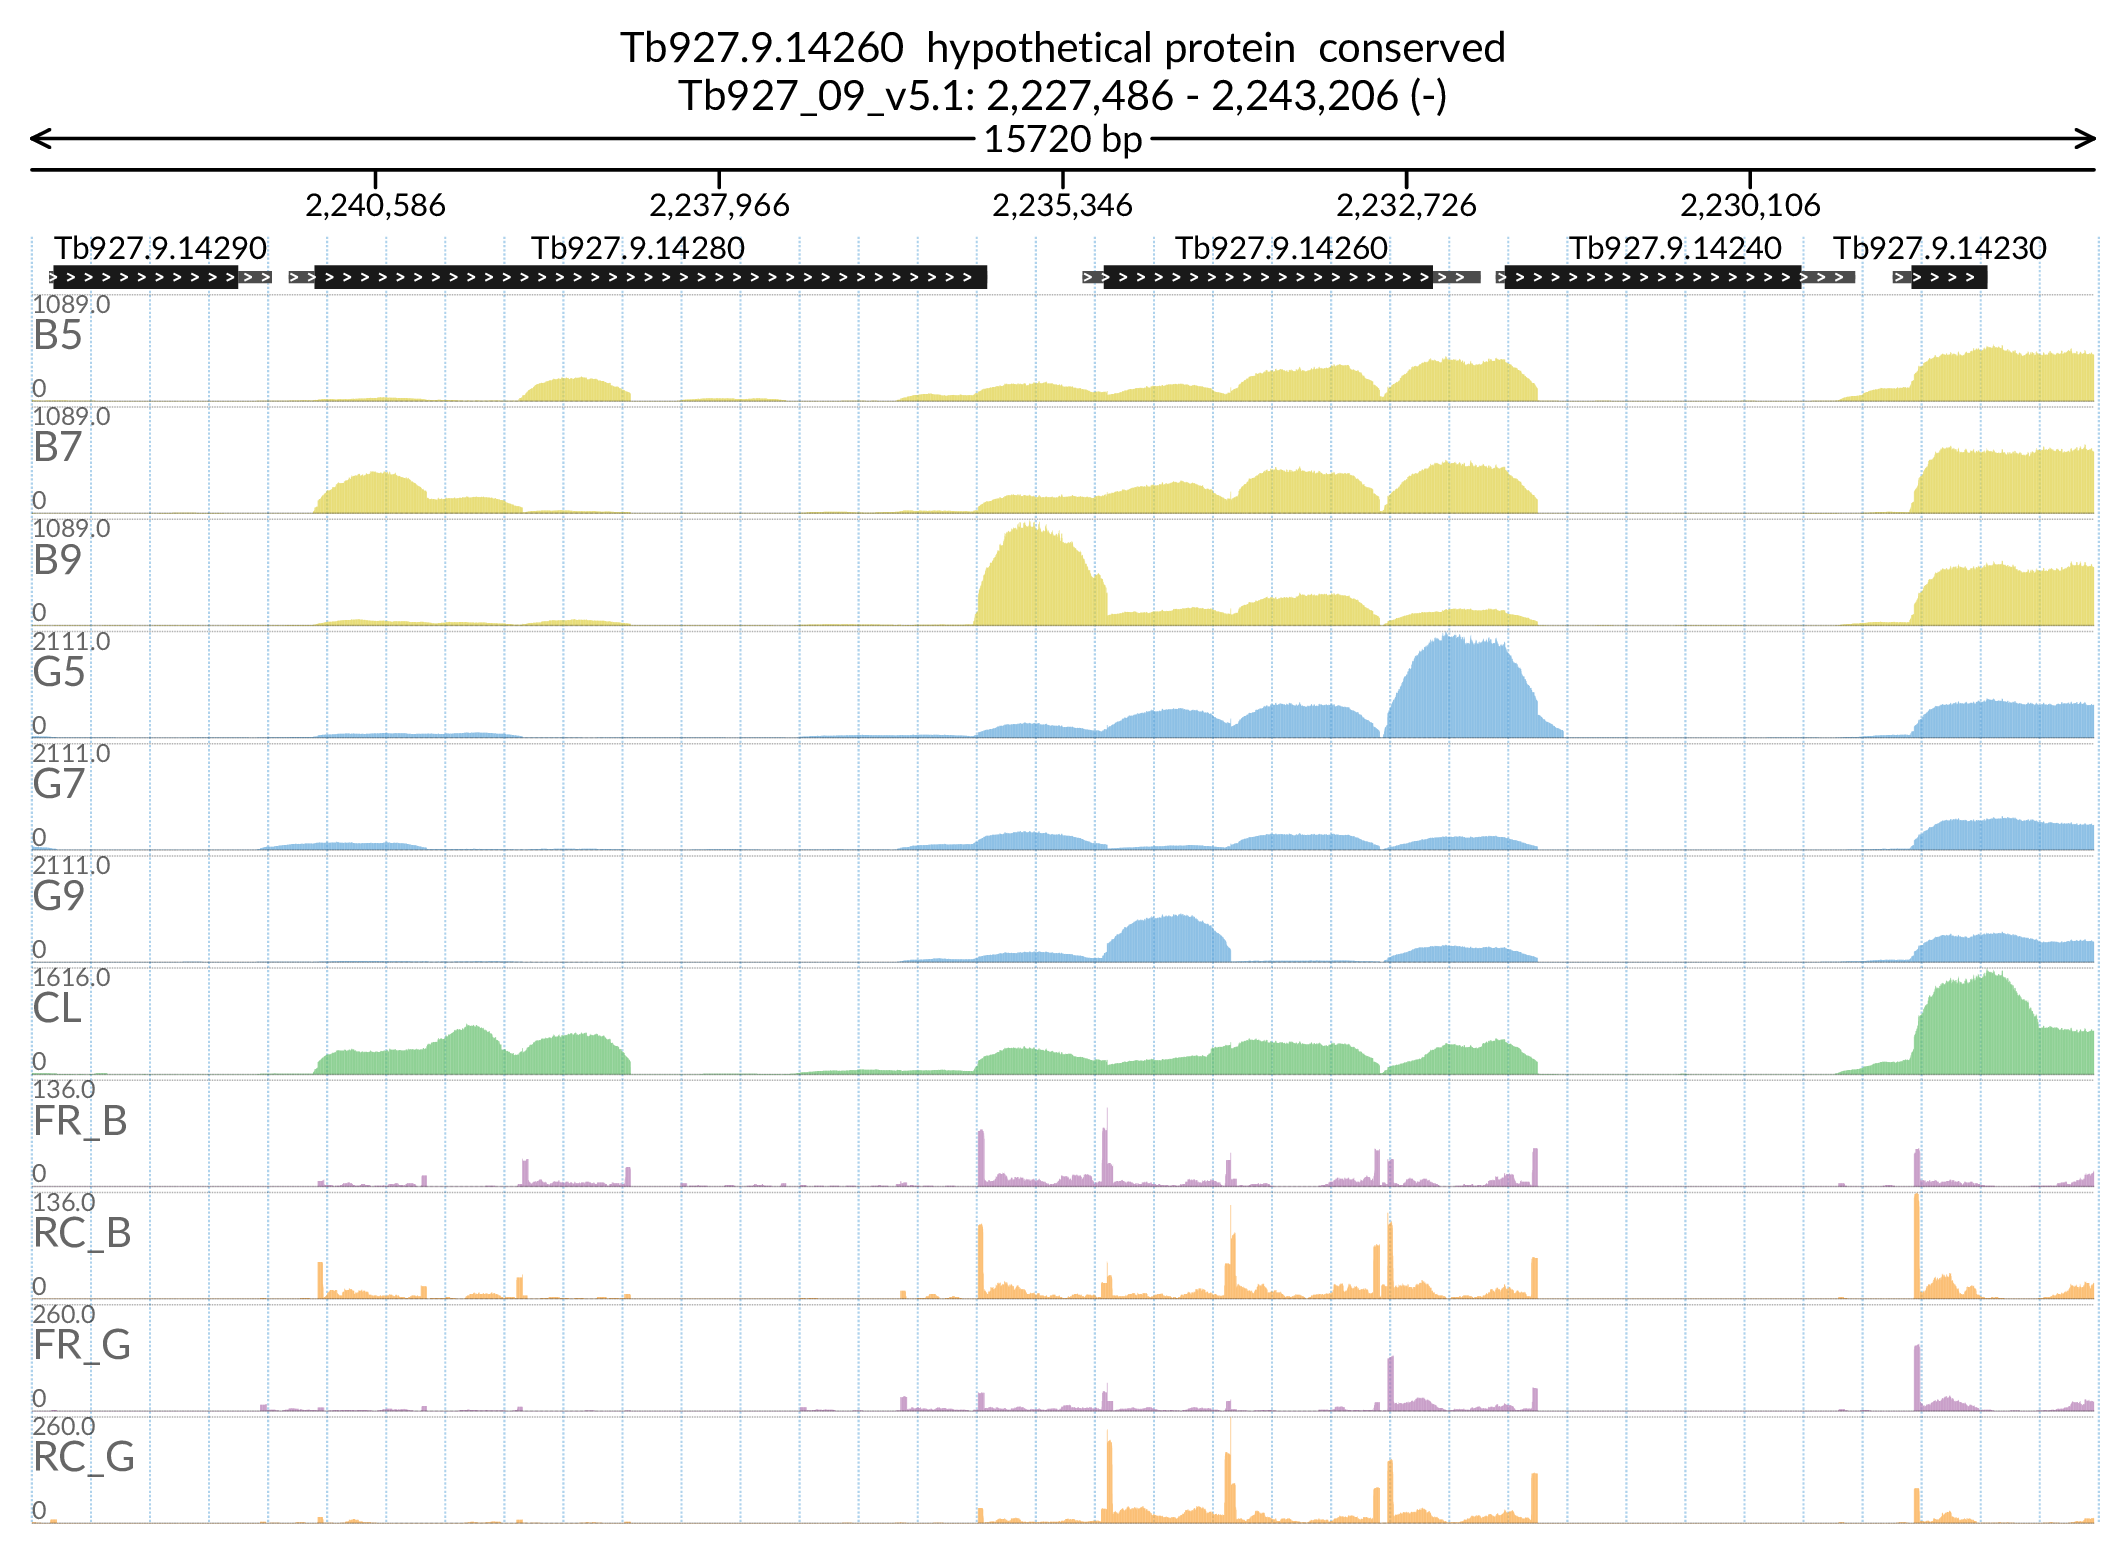 Tb927.9.14260 hypothetical protein conserved
Tb927_09_v5.1: 2,227,486 - 2,243,206 (-)
15720 bp
2,240,586 2,237,966 2,235,346 2,232,726 2,230,106
Tb927.9.14290 Tb927.9.14280 Tb927.9.14260 Tb927.9.14240 Tb927.9.14230
1089.0
B5
0
1089.0
B7
0
1089.0
B9
0
2111.0
G5
0
2111.0
G7
0
2111.0
G9
0
1616.0
CL
0
136.0
FR_B
0
136.0
RC_B
0
260.0
FR_G
0
260.0
RC_G
0